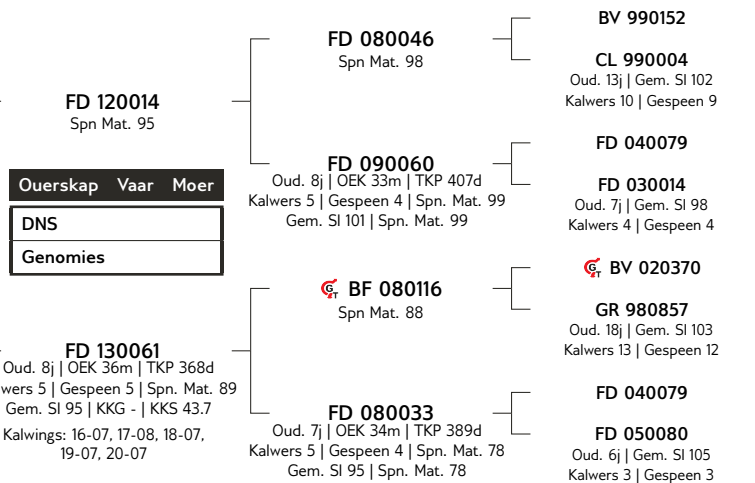 FD 120014
Spn Mat. 95
Ouerskap Vaar Moer
DNS
Genomies
FD 130061
Oud. 8j | OEK 36m | TKP 368d
wers 5 | Gespeen 5 | Spn. Mat. 89
Gem. SI 95 | KKG - | KKS 43.7
Kalwings: 16-07, 17-08, 18-07,
19-07, 20-07
FD 080046
Spn Mat. 98
FD 090060
Oud. 8j | OEK 33m | TKP 407d
Kalwers 5 | Gespeen 4 | Spn. Mat. 99
Gem. SI 101 | Spn. Mat. 99
GT BF 080116
Spn Mat. 88
FD 080033
Oud. 7j | OEK 34m | TKP 389d
Kalwers 5 | Gespeen 4 | Spn. Mat. 78
Gem. SI 95 | Spn. Mat. 78
BV 990152
CL 990004
Oud. 13j | Gem. SI 102
Kalwers 10 | Gespeen 9
FD 040079
FD 030014
Oud. 7j | Gem. SI 98
Kalwers 4 | Gespeen 4
GT BV 020370
GR 980857
Oud. 18j | Gem. SI 103
Kalwers 13 | Gespeen 12
FD 040079
FD 050080
Oud. 6j | Gem. SI 105
Kalwers 3 | Gespeen 3